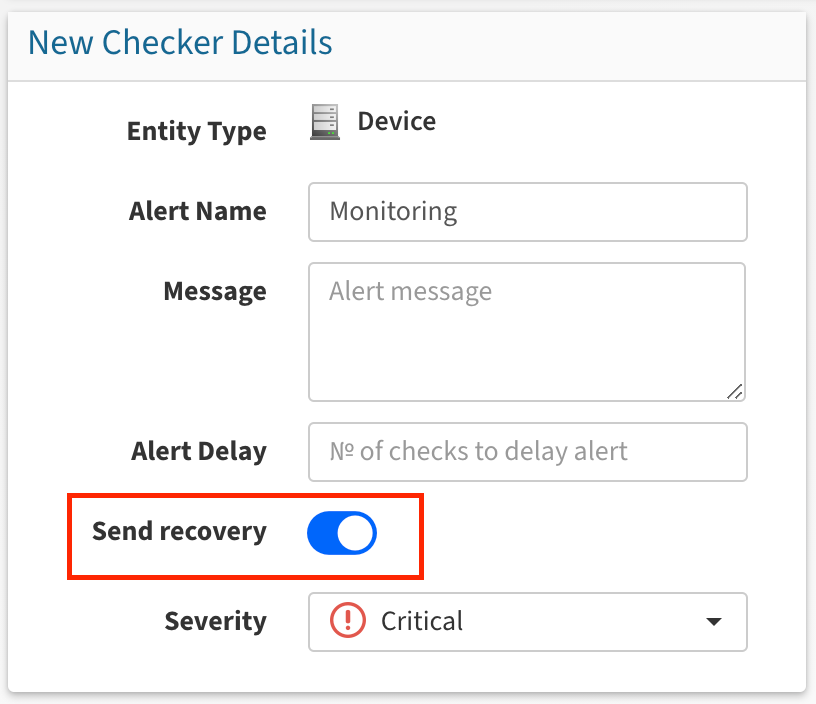 New Checker Details
Entity Type Device
Alert Name Monitoring
Message Alert message
Alert Delay № of checks to delay alert
Send recovery
Severity Critical